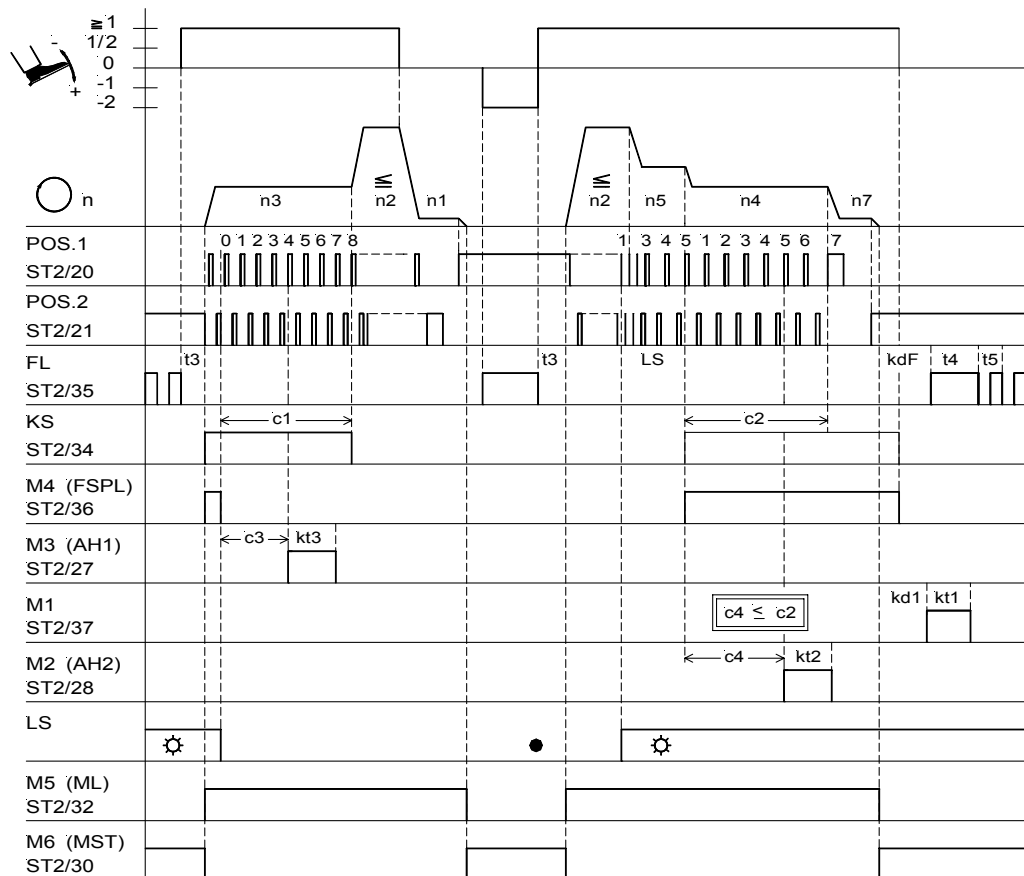 ≧ 1
1/2
0
-1
-2
-
+
n
n3
≦
n2
n1
≦
n2
n5
n4
n7
POS.1
ST2/20
0 1 2 3 4 5 6 7 8
1 3 4 5 1 2 3 4 5 6 7
POS.2
ST2/21
FL
ST2/35
t3
t3
LS
kdF
t4
t5
KS
ST2/34
c1
c2
M4 (FSPL)
ST2/36
M3 (AH1)
ST2/27
c3
kt3
M1
ST2/37
c4 ≤ c2
kd1
kt1
M2 (AH2)
ST2/28
c4
kt2
LS
M5 (ML)
ST2/32
M6 (MST)
ST2/30